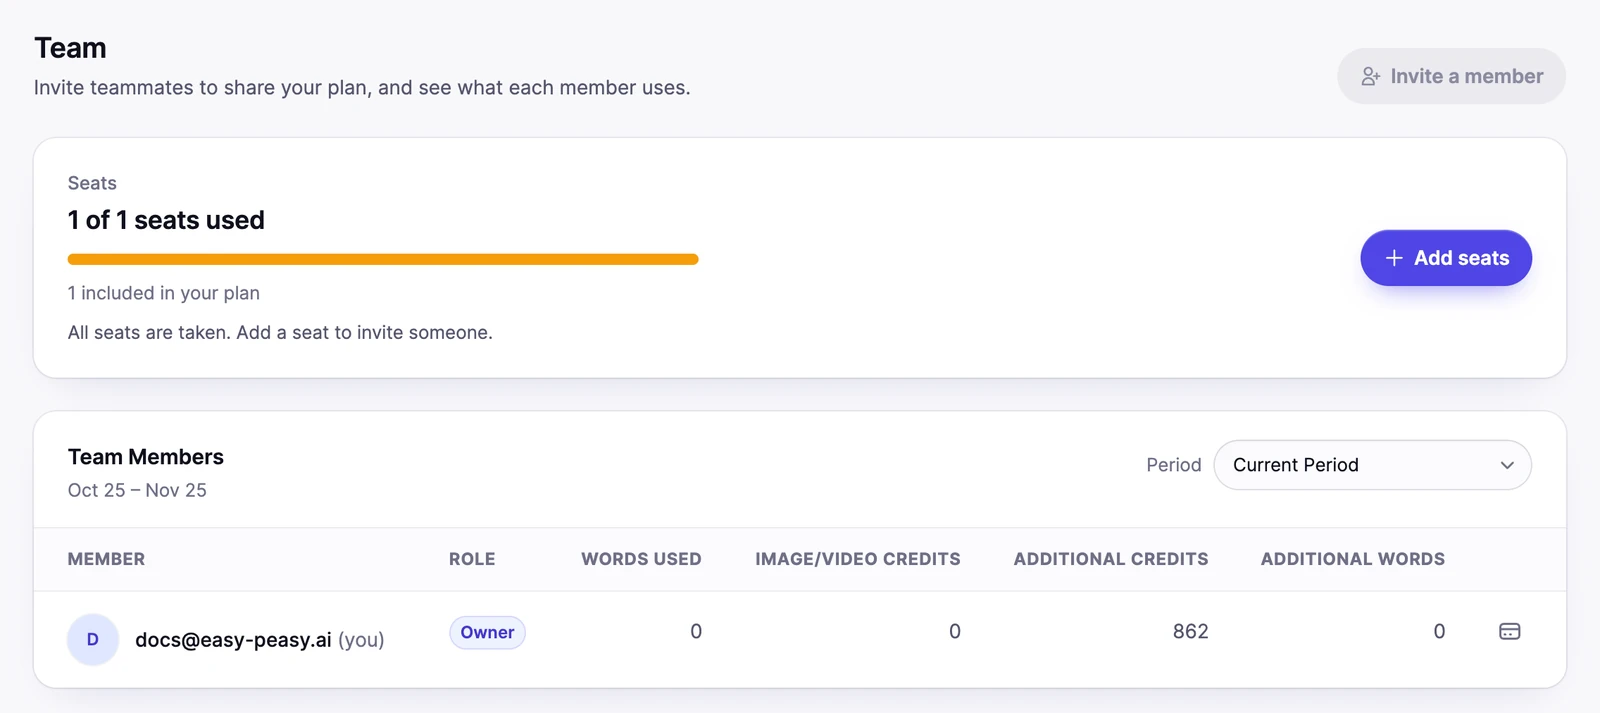 Team
Invite teammates to share your plan, and see what each member uses.
Invite a member
Seats
1 of 1 seats used
1 included in your plan
All seats are taken. Add a seat to invite someone.
Add seats
Team Members
Oct 25 – Nov 25
Period
Current Period
MEMBER ROLE WORDS USED IMAGE/VIDEO CREDITS ADDITIONAL CREDITS ADDITIONAL WORDS
D docs@easy-peasy.ai (you) Owner 0 0 862 0